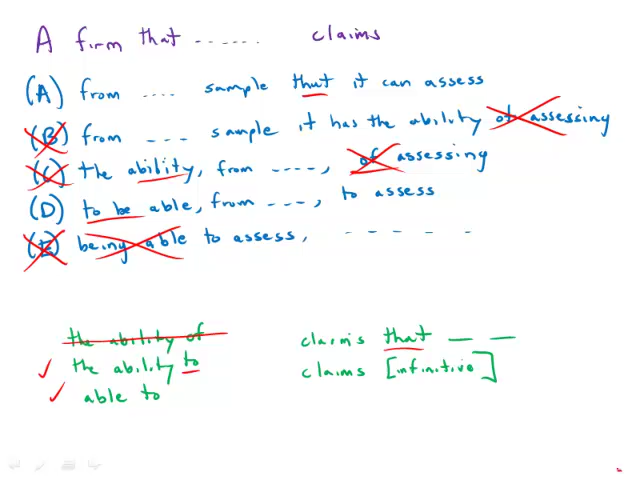 A firm that ....... claims
(A) from .... sample that it can assess
(B) from --- sample it has the ability of assessing
(C) the ability, from ----, of assessing
(D) to be able, from ---, to assess
(E) being able to assess, - -- - -
the ability of
claims that — —
✓ the ability to
claims [infinitive]
✓ able to